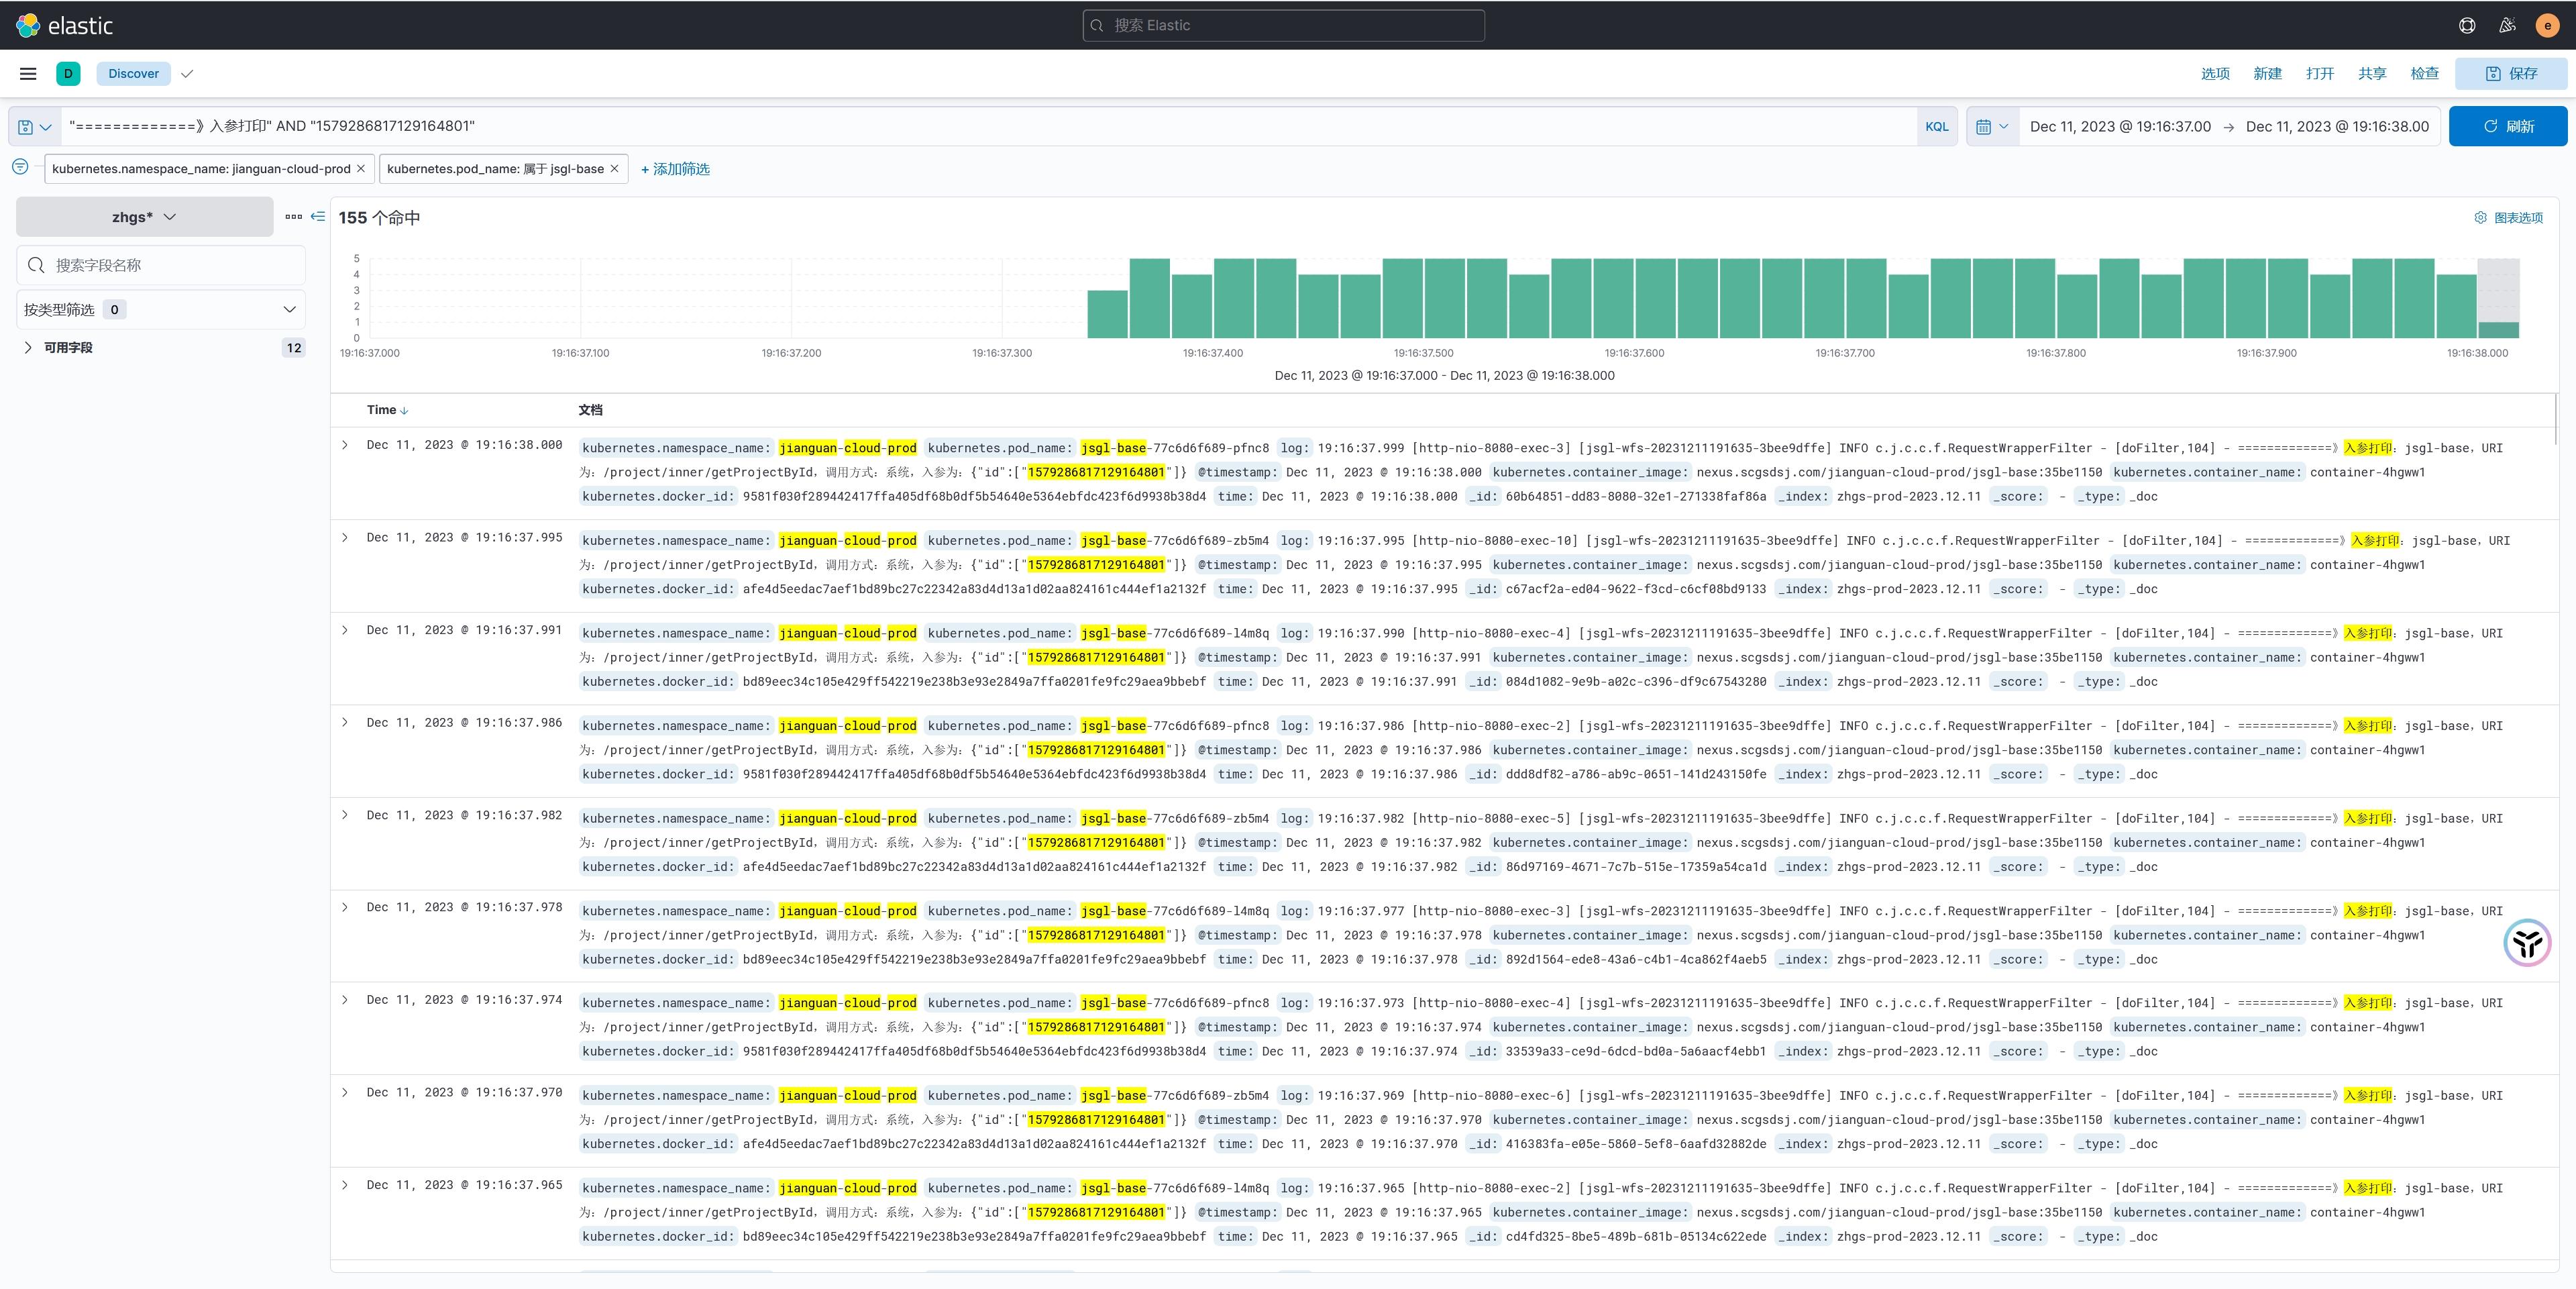 elastic
搜索 Elastic
e
D
Discover
选项 新建 打开 共享 检查 保存
"=============》入参打印" AND "1579286817129164801"
KQL
Dec 11, 2023 @ 19:16:37.00 → Dec 11, 2023 @ 19:16:38.00
刷新
kubernetes.namespace_name: jianguan-cloud-prod ×
kubernetes.pod_name: 属于 jsgl-base ×
+ 添加筛选
zhgs*
搜索字段名称
按类型筛选 0
可用字段 12
155 个命中
图表选项
5
4
3
2
1
0
19:16:37.000 19:16:37.100 19:16:37.200 19:16:37.300 19:16:37.400 19:16:37.500 19:16:37.600 19:16:37.700 19:16:37.800 19:16:37.900 19:16:38.000
Dec 11, 2023 @ 19:16:37.000 - Dec 11, 2023 @ 19:16:38.000
Time 文档
Dec 11, 2023 @ 19:16:38.000 kubernetes.namespace_name: jianguan-cloud-prod kubernetes.pod_name: jsgl-base-77c6d6f689-pfnc8 log: 19:16:37.999 [http-nio-8080-exec-3] [jsgl-wfs-20231211191635-3bee9dffe] INFO c.j.c.c.f.RequestWrapperFilter - [doFilter,104] - =============》入参打印：jsgl-base，URI
为：/project/inner/getProjectById，调用方式：系统，入参为：{"id":["1579286817129164801"]} @timestamp: Dec 11, 2023 @ 19:16:38.000 kubernetes.container_image: nexus.scgsdsj.com/jianguan-cloud-prod/jsgl-base:35be1150 kubernetes.container_name: container-4hgww1
kubernetes.docker_id: 9581f030f289442417ffa405df68b0df5b54640e5364ebfdc423f6d9938b38d4 time: Dec 11, 2023 @ 19:16:38.000 _id: 60b64851-dd83-8080-32e1-271338faf86a _index: zhgs-prod-2023.12.11 _score: - _type: _doc
Dec 11, 2023 @ 19:16:37.995 kubernetes.namespace_name: jianguan-cloud-prod kubernetes.pod_name: jsgl-base-77c6d6f689-zb5m4 log: 19:16:37.995 [http-nio-8080-exec-10] [jsgl-wfs-20231211191635-3bee9dffe] INFO c.j.c.c.f.RequestWrapperFilter - [doFilter,104] - =============》入参打印：jsgl-base，URI
为：/project/inner/getProjectById，调用方式：系统，入参为：{"id":["1579286817129164801"]} @timestamp: Dec 11, 2023 @ 19:16:37.995 kubernetes.container_image: nexus.scgsdsj.com/jianguan-cloud-prod/jsgl-base:35be1150 kubernetes.container_name: container-4hgww1
kubernetes.docker_id: afe4d5eedac7aef1bd89bc27c22342a83d4d13a1d02aa824161c444ef1a2132f time: Dec 11, 2023 @ 19:16:37.995 _id: c67acf2a-ed04-9622-f3cd-c6cf08bd9133 _index: zhgs-prod-2023.12.11 _score: - _type: _doc
Dec 11, 2023 @ 19:16:37.991 kubernetes.namespace_name: jianguan-cloud-prod kubernetes.pod_name: jsgl-base-77c6d6f689-l4m8q log: 19:16:37.990 [http-nio-8080-exec-4] [jsgl-wfs-20231211191635-3bee9dffe] INFO c.j.c.c.f.RequestWrapperFilter - [doFilter,104] - =============》入参打印：jsgl-base，URI
为：/project/inner/getProjectById，调用方式：系统，入参为：{"id":["1579286817129164801"]} @timestamp: Dec 11, 2023 @ 19:16:37.991 kubernetes.container_image: nexus.scgsdsj.com/jianguan-cloud-prod/jsgl-base:35be1150 kubernetes.container_name: container-4hgww1
kubernetes.docker_id: bd89eec34c105e429ff542219e238b3e93e2849a7ffa0201fe9fc29aea9bbebf time: Dec 11, 2023 @ 19:16:37.991 _id: 084d1082-9e9b-a02c-c396-df9c67543280 _index: zhgs-prod-2023.12.11 _score: - _type: _doc
Dec 11, 2023 @ 19:16:37.986 kubernetes.namespace_name: jianguan-cloud-prod kubernetes.pod_name: jsgl-base-77c6d6f689-pfnc8 log: 19:16:37.986 [http-nio-8080-exec-2] [jsgl-wfs-20231211191635-3bee9dffe] INFO c.j.c.c.f.RequestWrapperFilter - [doFilter,104] - =============》入参打印：jsgl-base，URI
为：/project/inner/getProjectById，调用方式：系统，入参为：{"id":["1579286817129164801"]} @timestamp: Dec 11, 2023 @ 19:16:37.986 kubernetes.container_image: nexus.scgsdsj.com/jianguan-cloud-prod/jsgl-base:35be1150 kubernetes.container_name: container-4hgww1
kubernetes.docker_id: 9581f030f289442417ffa405df68b0df5b54640e5364ebfdc423f6d9938b38d4 time: Dec 11, 2023 @ 19:16:37.986 _id: ddd8df82-a786-ab9c-0651-141d243150fe _index: zhgs-prod-2023.12.11 _score: - _type: _doc
Dec 11, 2023 @ 19:16:37.982 kubernetes.namespace_name: jianguan-cloud-prod kubernetes.pod_name: jsgl-base-77c6d6f689-zb5m4 log: 19:16:37.982 [http-nio-8080-exec-5] [jsgl-wfs-20231211191635-3bee9dffe] INFO c.j.c.c.f.RequestWrapperFilter - [doFilter,104] - =============》入参打印：jsgl-base，URI
为：/project/inner/getProjectById，调用方式：系统，入参为：{"id":["1579286817129164801"]} @timestamp: Dec 11, 2023 @ 19:16:37.982 kubernetes.container_image: nexus.scgsdsj.com/jianguan-cloud-prod/jsgl-base:35be1150 kubernetes.container_name: container-4hgww1
kubernetes.docker_id: afe4d5eedac7aef1bd89bc27c22342a83d4d13a1d02aa824161c444ef1a2132f time: Dec 11, 2023 @ 19:16:37.982 _id: 86d97169-4671-7c7b-515e-17359a54ca1d _index: zhgs-prod-2023.12.11 _score: - _type: _doc
Dec 11, 2023 @ 19:16:37.978 kubernetes.namespace_name: jianguan-cloud-prod kubernetes.pod_name: jsgl-base-77c6d6f689-l4m8q log: 19:16:37.977 [http-nio-8080-exec-3] [jsgl-wfs-20231211191635-3bee9dffe] INFO c.j.c.c.f.RequestWrapperFilter - [doFilter,104] - =============》入参打印：jsgl-base，URI
为：/project/inner/getProjectById，调用方式：系统，入参为：{"id":["1579286817129164801"]} @timestamp: Dec 11, 2023 @ 19:16:37.978 kubernetes.container_image: nexus.scgsdsj.com/jianguan-cloud-prod/jsgl-base:35be1150 kubernetes.container_name: container-4hgww1
kubernetes.docker_id: bd89eec34c105e429ff542219e238b3e93e2849a7ffa0201fe9fc29aea9bbebf time: Dec 11, 2023 @ 19:16:37.978 _id: 892d1564-ede8-43a6-c4b1-4ca862f4aeb5 _index: zhgs-prod-2023.12.11 _score: - _type: _doc
Dec 11, 2023 @ 19:16:37.974 kubernetes.namespace_name: jianguan-cloud-prod kubernetes.pod_name: jsgl-base-77c6d6f689-pfnc8 log: 19:16:37.973 [http-nio-8080-exec-4] [jsgl-wfs-20231211191635-3bee9dffe] INFO c.j.c.c.f.RequestWrapperFilter - [doFilter,104] - =============》入参打印：jsgl-base，URI
为：/project/inner/getProjectById，调用方式：系统，入参为：{"id":["1579286817129164801"]} @timestamp: Dec 11, 2023 @ 19:16:37.974 kubernetes.container_image: nexus.scgsdsj.com/jianguan-cloud-prod/jsgl-base:35be1150 kubernetes.container_name: container-4hgww1
kubernetes.docker_id: 9581f030f289442417ffa405df68b0df5b54640e5364ebfdc423f6d9938b38d4 time: Dec 11, 2023 @ 19:16:37.974 _id: 33539a33-ce9d-6dcd-bd0a-5a6aacf4ebb1 _index: zhgs-prod-2023.12.11 _score: - _type: _doc
Dec 11, 2023 @ 19:16:37.970 kubernetes.namespace_name: jianguan-cloud-prod kubernetes.pod_name: jsgl-base-77c6d6f689-zb5m4 log: 19:16:37.969 [http-nio-8080-exec-6] [jsgl-wfs-20231211191635-3bee9dffe] INFO c.j.c.c.f.RequestWrapperFilter - [doFilter,104] - =============》入参打印：jsgl-base，URI
为：/project/inner/getProjectById，调用方式：系统，入参为：{"id":["1579286817129164801"]} @timestamp: Dec 11, 2023 @ 19:16:37.970 kubernetes.container_image: nexus.scgsdsj.com/jianguan-cloud-prod/jsgl-base:35be1150 kubernetes.container_name: container-4hgww1
kubernetes.docker_id: afe4d5eedac7aef1bd89bc27c22342a83d4d13a1d02aa824161c444ef1a2132f time: Dec 11, 2023 @ 19:16:37.970 _id: 416383fa-e05e-5860-5ef8-6aafd32882de _index: zhgs-prod-2023.12.11 _score: - _type: _doc
Dec 11, 2023 @ 19:16:37.965 kubernetes.namespace_name: jianguan-cloud-prod kubernetes.pod_name: jsgl-base-77c6d6f689-l4m8q log: 19:16:37.965 [http-nio-8080-exec-2] [jsgl-wfs-20231211191635-3bee9dffe] INFO c.j.c.c.f.RequestWrapperFilter - [doFilter,104] - =============》入参打印：jsgl-base，URI
为：/project/inner/getProjectById，调用方式：系统，入参为：{"id":["1579286817129164801"]} @timestamp: Dec 11, 2023 @ 19:16:37.965 kubernetes.container_image: nexus.scgsdsj.com/jianguan-cloud-prod/jsgl-base:35be1150 kubernetes.container_name: container-4hgww1
kubernetes.docker_id: bd89eec34c105e429ff542219e238b3e93e2849a7ffa0201fe9fc29aea9bbebf time: Dec 11, 2023 @ 19:16:37.965 _id: cd4fd325-8be5-489b-681b-05134c622ede _index: zhgs-prod-2023.12.11 _score: - _type: _doc